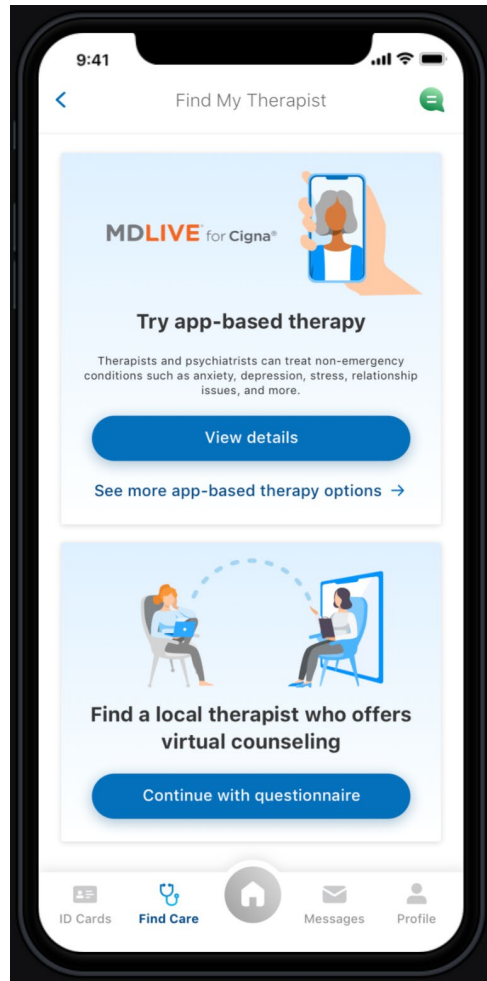 9:41
Find My Therapist
MDLIVE for Cigna®
Try app-based therapy
Therapists and psychiatrists can treat non-emergency
conditions such as anxiety, depression, stress, relationship
issues, and more.
View details
See more app-based therapy options →
Find a local therapist who offers
virtual counseling
Continue with questionnaire
ID Cards Find Care Messages Profile